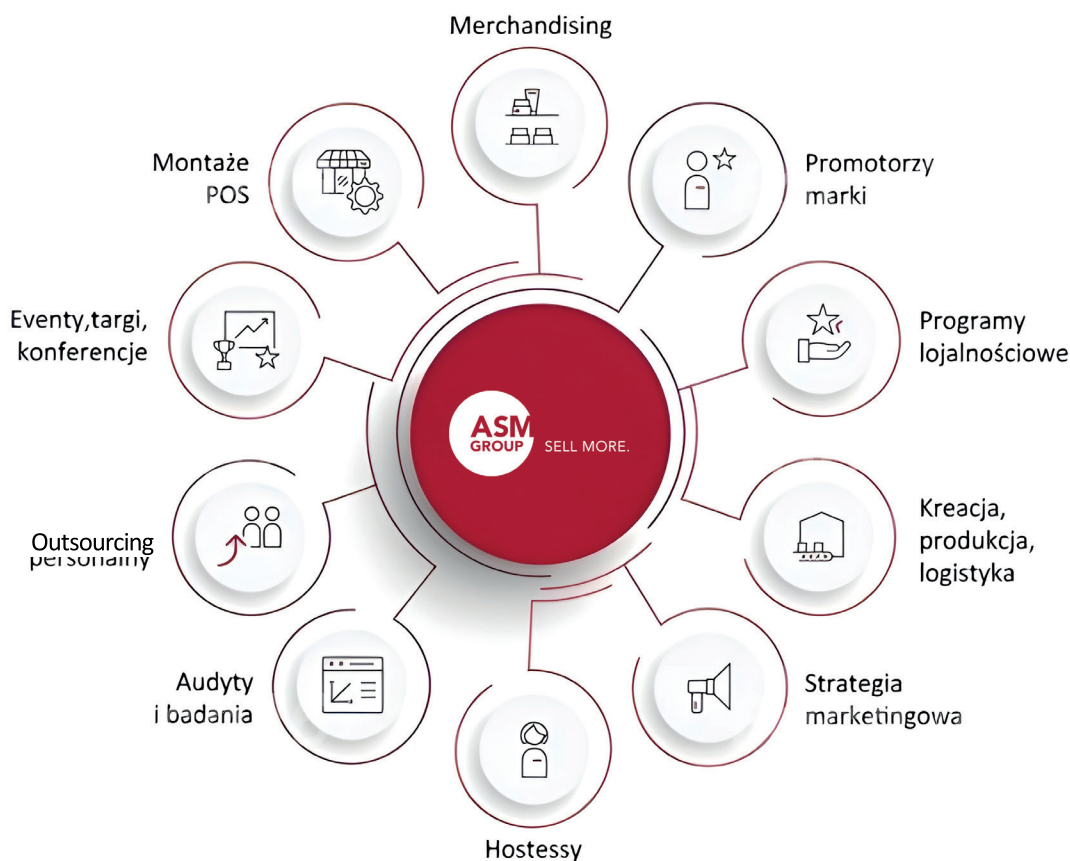 Merchandising
Montaże
POS
Promotorzy
marki
Eventy,targi,
konferencje
Programy
lojalnościowe
ASM
GROUP
SELL MORE.
Outsourcing
personalny
Kreacja,
produkcja,
logistyka
Audyty
i badania
Strategia
marketingowa
Hostessy